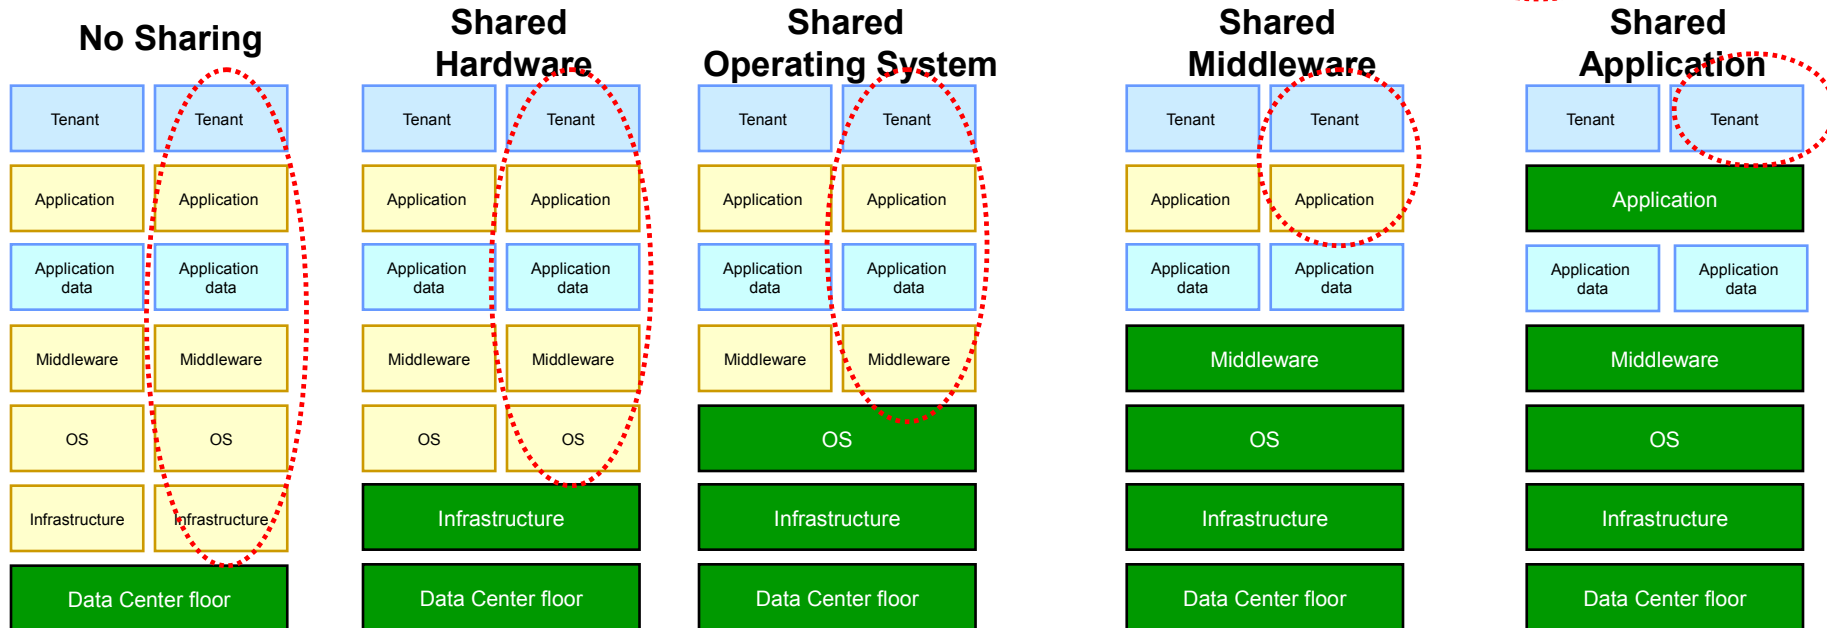 No Sharing
Shared
Hardware
Shared
Operating System
Shared
Middleware
Shared
Application
Tenant Tenant Tenant Tenant Tenant Tenant Tenant Tenant Tenant Tenant
Application Application Application Application Application Application Application Application Application
Application
data
Application
data
Application
data
Application
data
Application
data
Application
data
Application
data
Application
data
Application
data
Application
data
Middleware Middleware Middleware Middleware Middleware Middleware Middleware Middleware
OS OS OS OS OS OS OS
Infrastructure Infrastructure Infrastructure Infrastructure Infrastructure Infrastructure
Data Center floor Data Center floor Data Center floor Data Center floor Data Center floor